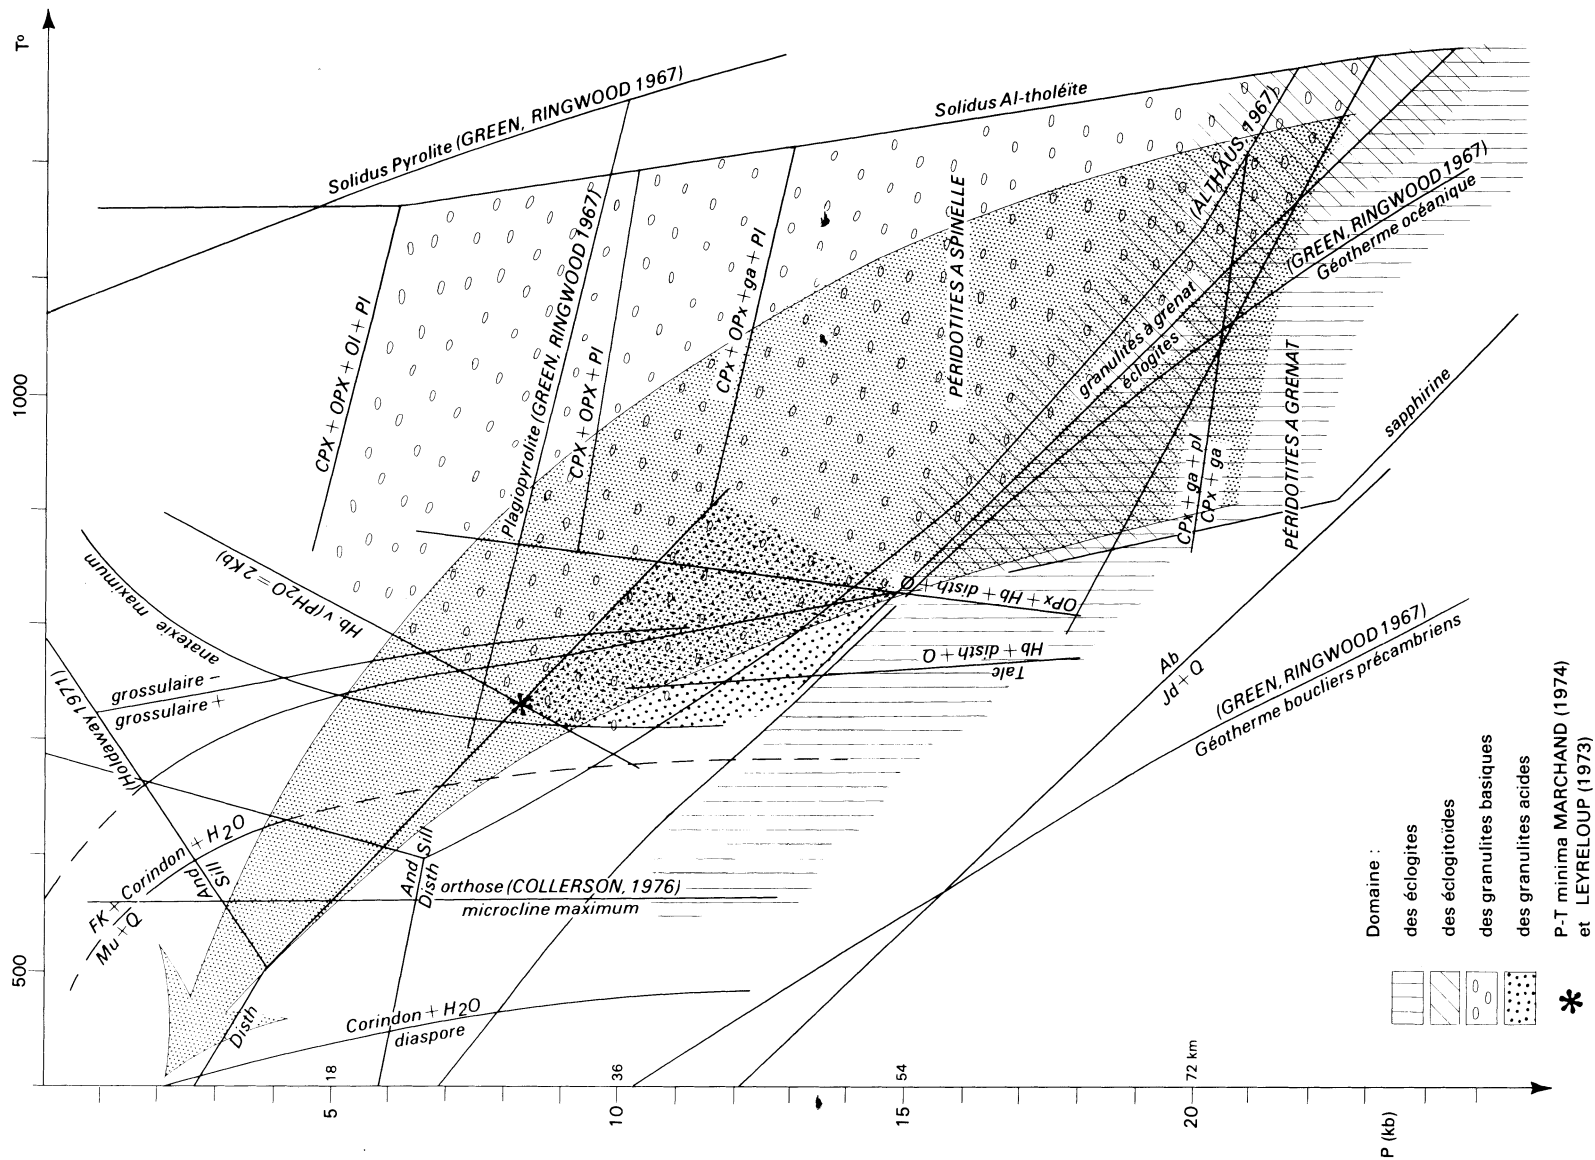 T°
1000
500
Solidus Pyrolite (GREEN, RINGWOOD 1967)
Solidus Al-tholéïte
CPX + OPX + Ol + Pl
Plagiopyrolite (GREEN, RINGWOOD 1967)
CPX + OPX + Pl
CPx + OPx + ga + Pl
PÉRIDOTITES A SPINELLE
(ALTHAUS, 1967)
(GREEN, RINGWOOD 1967)
Géotherme océanique
granulités à grenat
éclogites
CPx + ga + pl
CPx + ga
PÉRIDOTITES A GRENAT
sapphirine
anatexie maximum
Hb v (PH2O = 2 Kb)
grossulaire –
grossulaire +
(Holdaway 1971)
OPx + Hb + disth + Q
Hb + disth + Q
Talc
Ab
Jd + Q
(GREEN, RINGWOOD 1967)
Géotherme boucliers précambriens
FK + Corindon + H2O
Mu + Q
And
Sill
And
Sill
Disth
orthose (COLLERSON, 1976)
microcline maximum
Disth
Corindon + H2O
diaspore
18
36
54
72 km
5
10
15
20
P (kb)
Domaine :
des éclogites
des éclogitoïdes
des granulites basiques
des granulites acides
* P-T minima MARCHAND (1974)
et LEYRELOUP (1973)